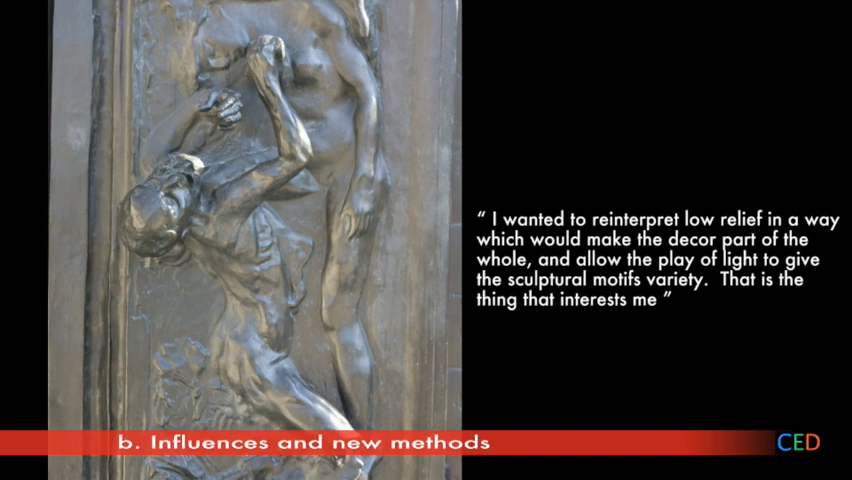 “ I wanted to reinterpret low relief in a way
which would make the decor part of the
whole, and allow the play of light to give
the sculptural motifs variety.  That is the
thing that interests me ”
b. Influences and new methods
CED